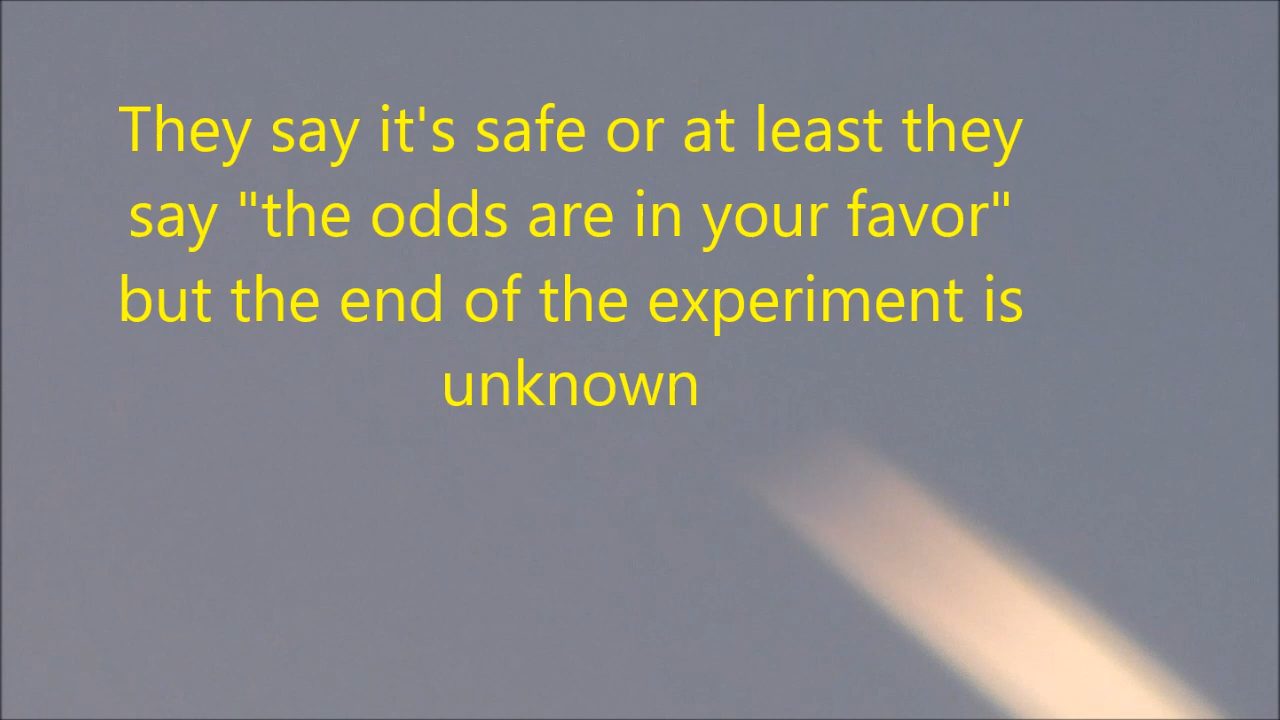 They say it's safe or at least they
say "the odds are in your favor"
but the end of the experiment is
unknown